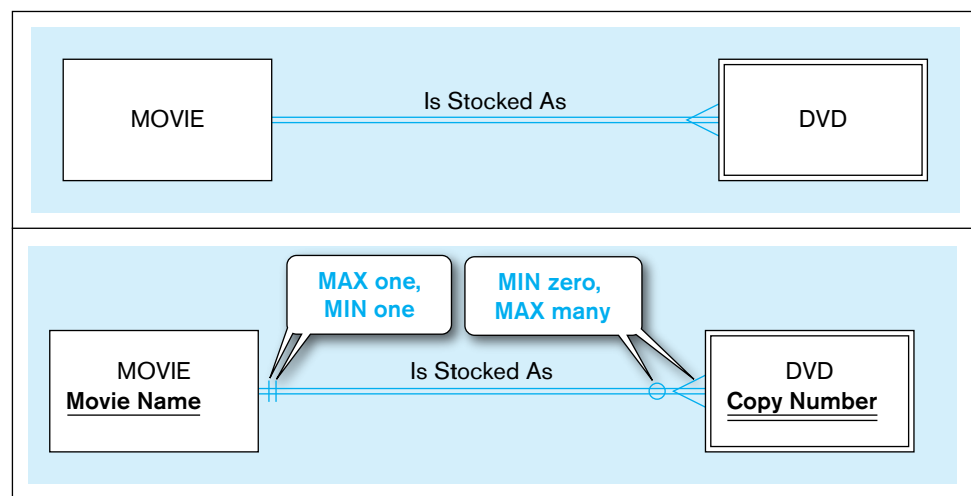 MOVIE
Is Stocked As
DVD
MAX one,
MIN one
MIN zero,
MAX many
MOVIE
Movie Name
Is Stocked As
DVD
Copy Number